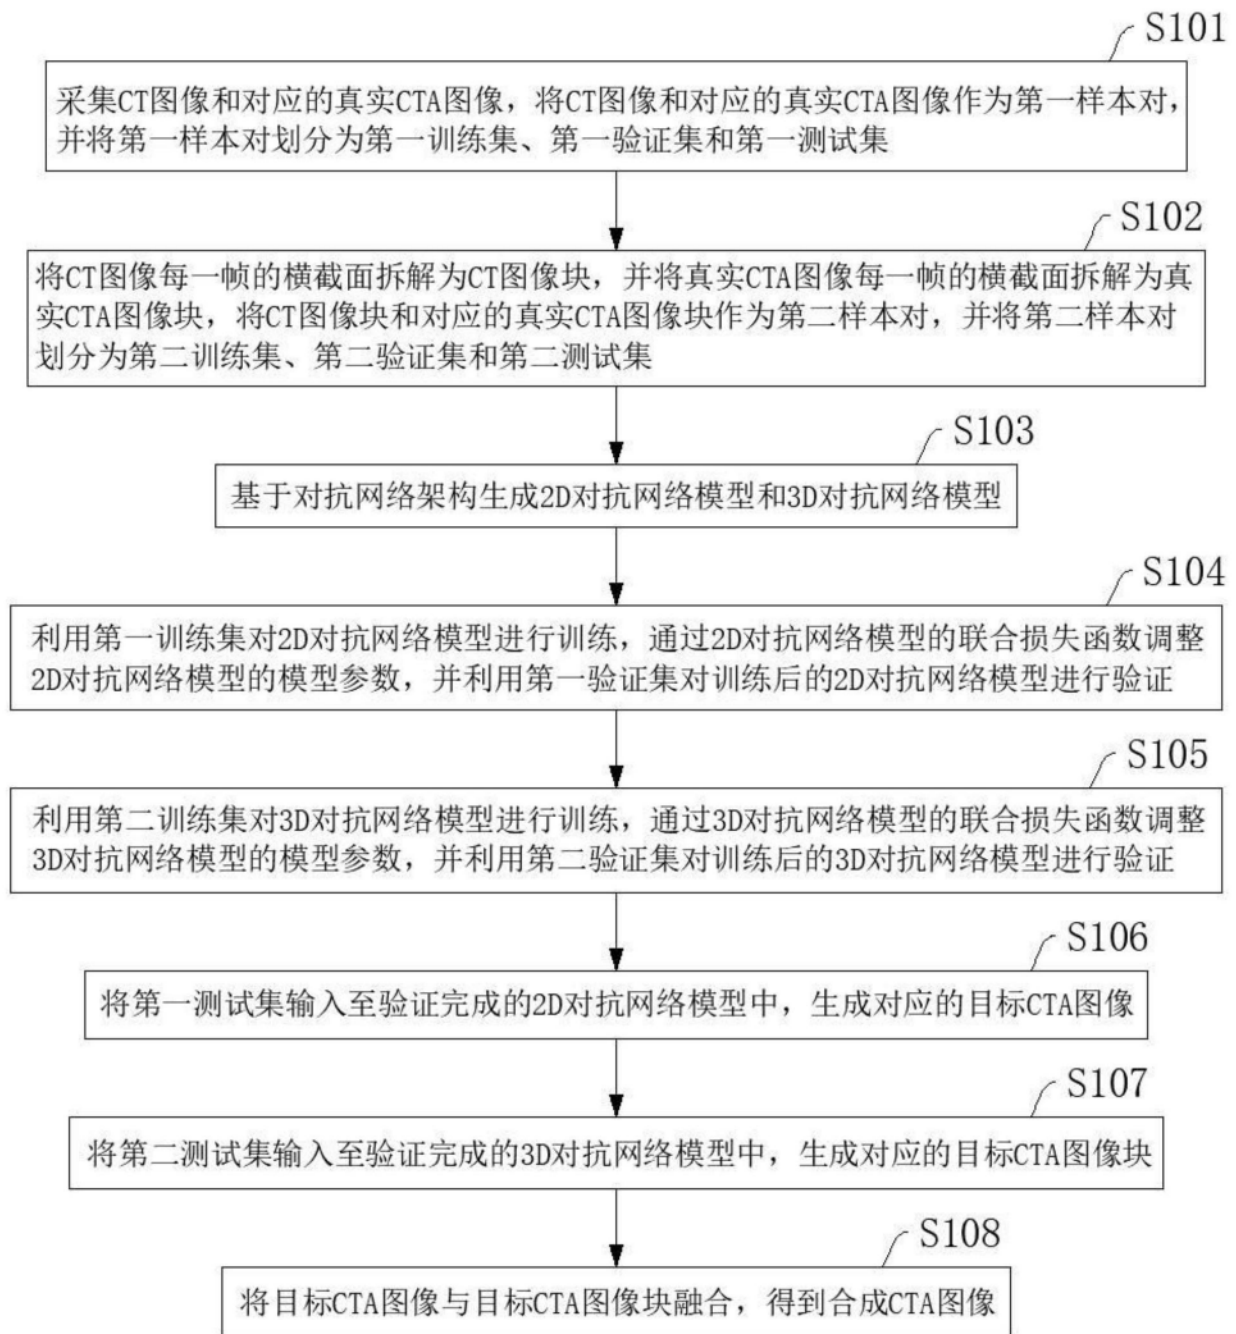 S101
采集CT图像和对应的真实CTA图像，将CT图像和对应的真实CTA图像作为第一样本对，
并将第一样本对划分为第一训练集、第一验证集和第一测试集
S102
将CT图像每一帧的横截面拆解为CT图像块，并将真实CTA图像每一帧的横截面拆解为真
实CTA图像块，将CT图像块和对应的真实CTA图像块作为第二样本对，并将第二样本对
划分为第二训练集、第二验证集和第二测试集
S103
基于对抗网络架构生成2D对抗网络模型和3D对抗网络模型
S104
利用第一训练集对2D对抗网络模型进行训练，通过2D对抗网络模型的联合损失函数调整
2D对抗网络模型的模型参数，并利用第一验证集对训练后的2D对抗网络模型进行验证
S105
利用第二训练集对3D对抗网络模型进行训练，通过3D对抗网络模型的联合损失函数调整
3D对抗网络模型的模型参数，并利用第二验证集对训练后的3D对抗网络模型进行验证
S106
将第一测试集输入至验证完成的2D对抗网络模型中，生成对应的目标CTA图像
S107
将第二测试集输入至验证完成的3D对抗网络模型中，生成对应的目标CTA图像块
S108
将目标CTA图像与目标CTA图像块融合，得到合成CTA图像